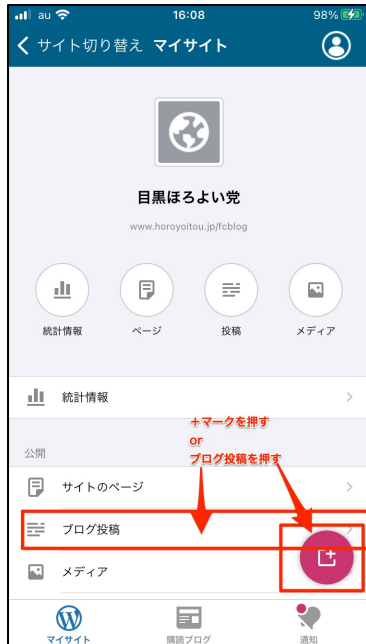 au 16:08 98%
サイト切り替え マイサイト
目黒ほろよい党
www.horoyoitou.jp/fcblog
統計情報 ページ 投稿 メディア
統計情報
+マークを押す
or
ブログ投稿を押す
公開
サイトのページ
ブログ投稿
メディア
マイサイト 購読ブログ 通知